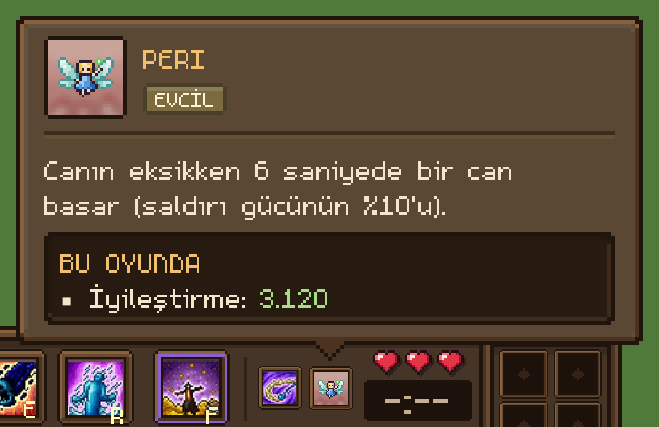 PERI
EVCİL
Canın eksikken 6 saniyede bir can
basar (saldırı gücünün %10'u).
BU OYUNDA
▪ İyileştirme: 3.120
E
R
F
--:--